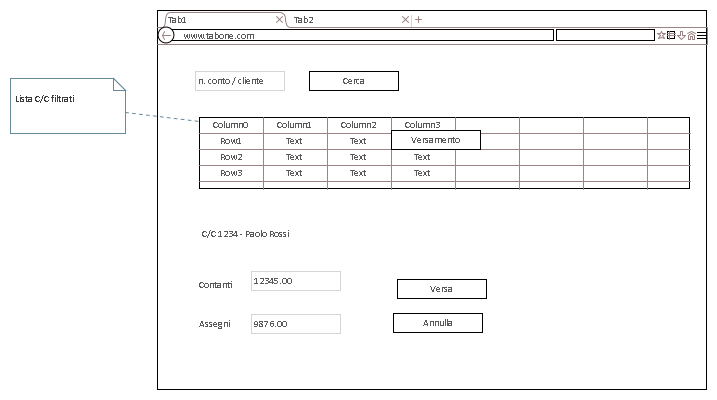 Tab1
Tab2
www.tabone.com
n. conto / cliente
Cerca
Lista C/C filtrati
Column0 Column1 Column2 Column3
Row1 Text Text Versamento
Row2 Text Text Text
Row3 Text Text Text
C/C 1234 - Paolo Rossi
Contanti 12345.00 Versa
Assegni 9876.00 Annulla